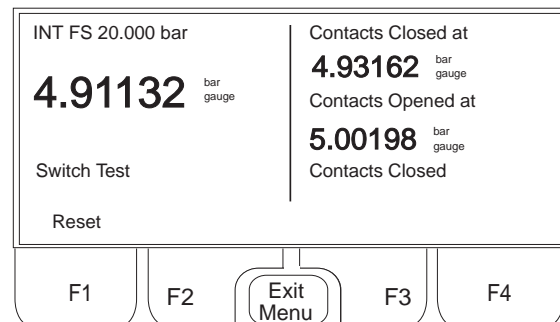 INT FS 20.000 bar
4.91132 bar gauge
Switch Test
Reset
Contacts Closed at
4.93162 bar gauge
Contacts Opened at
5.00198 bar gauge
Contacts Closed
F1
F2
Exit
Menu
F3
F4